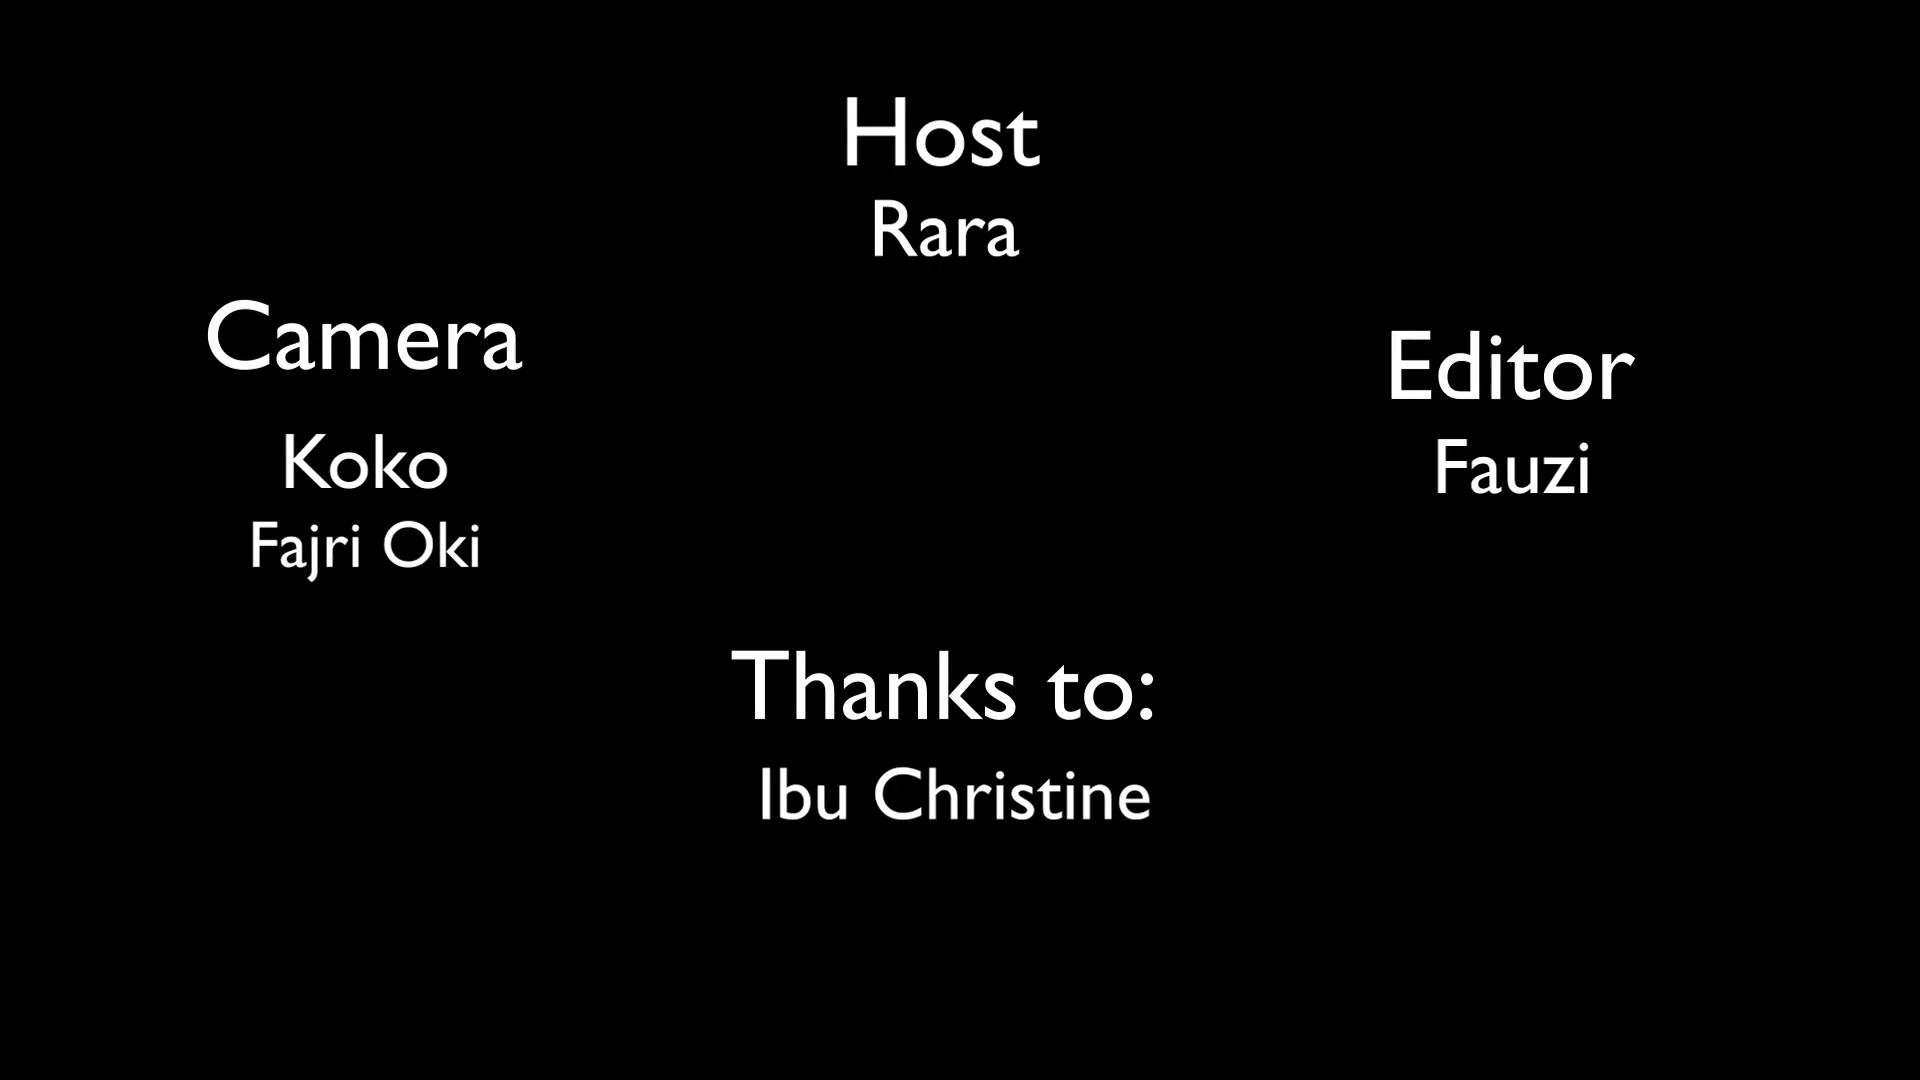 Host
Rara
Camera
Koko
Fajri Oki
Editor
Fauzi
Thanks to:
Ibu Christine